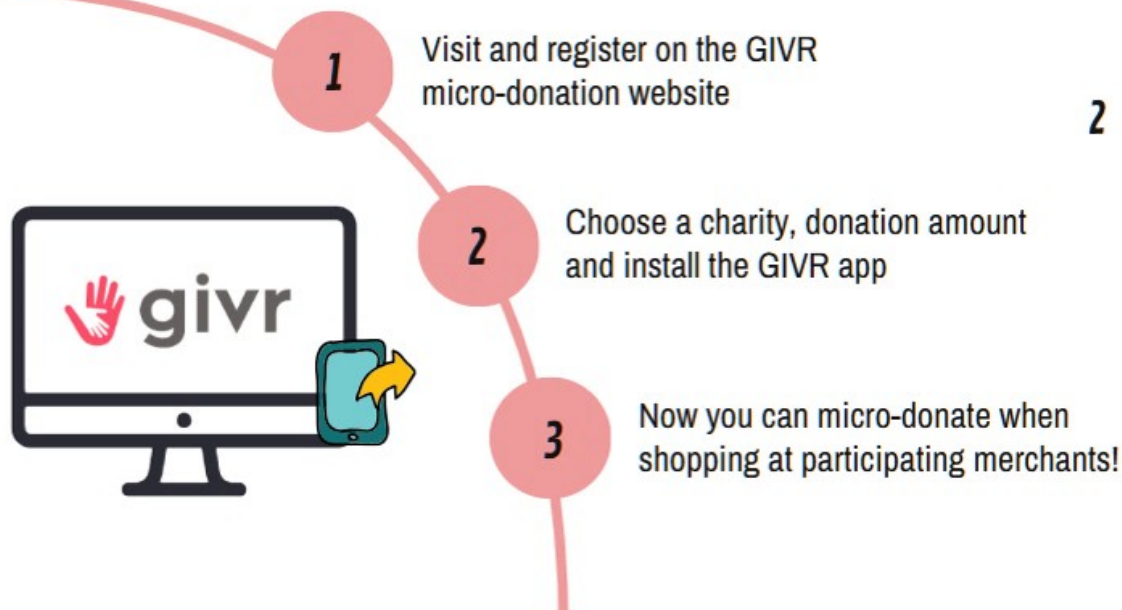 1
Visit and register on the GIVR
micro-donation website
2
2
Choose a charity, donation amount
and install the GIVR app
givr
3
Now you can micro-donate when
shopping at participating merchants!